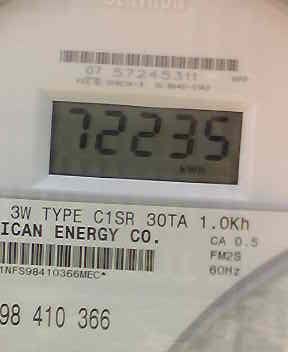 07 57245311
72235
kWh
3W TYPE C1SR 30TA 1.0Kh
ICAN ENERGY CO.
CA 0.5
FM2S
60Hz
1NFS98410366MEC*
98 410 366